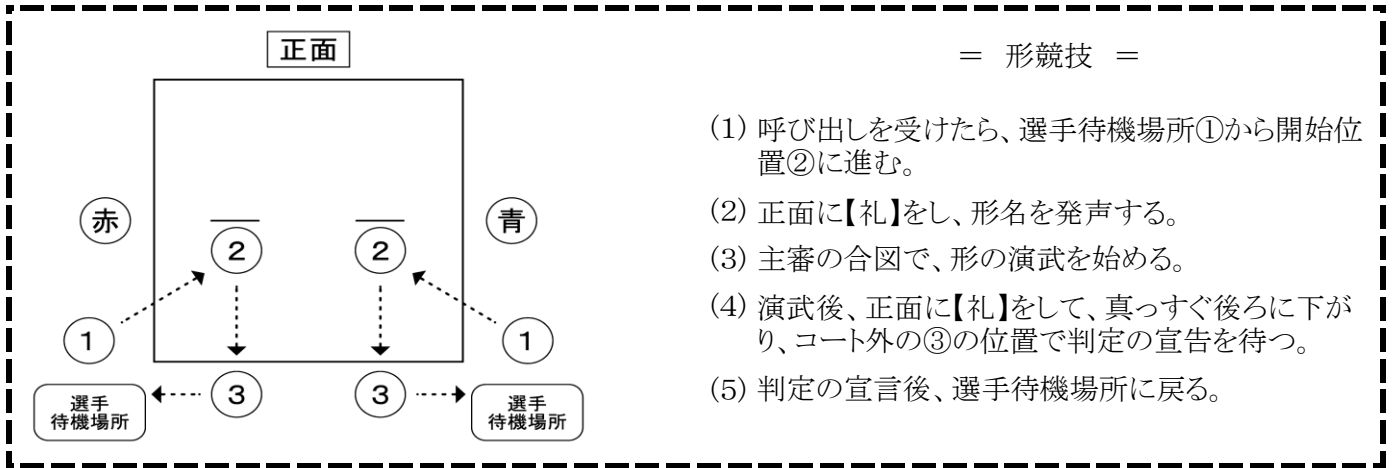 正面
赤
青
2
2
1
1
3
3
選手
待機場所
選手
待機場所
＝ 形競技 ＝
(1) 呼び出しを受けたら、選手待機場所①から開始位
置②に進む。
(2) 正面に【礼】をし、形名を発声する。
(3) 主審の合図で、形の演武を始める。
(4) 演武後、正面に【礼】をして、真っすぐ後ろに下が
り、コート外の③の位置で判定の宣告を待つ。
(5) 判定の宣言後、選手待機場所に戻る。